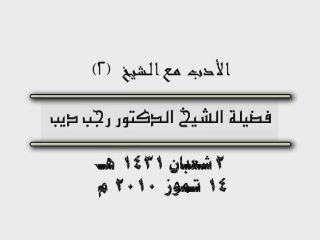 الأدب مع الشيخ (٢)
فضيلة الشيخ الدكتور رجب ديب
٢ شعبان ١٤٣١ هـ
١٤ تموز ٢٠١٠ م